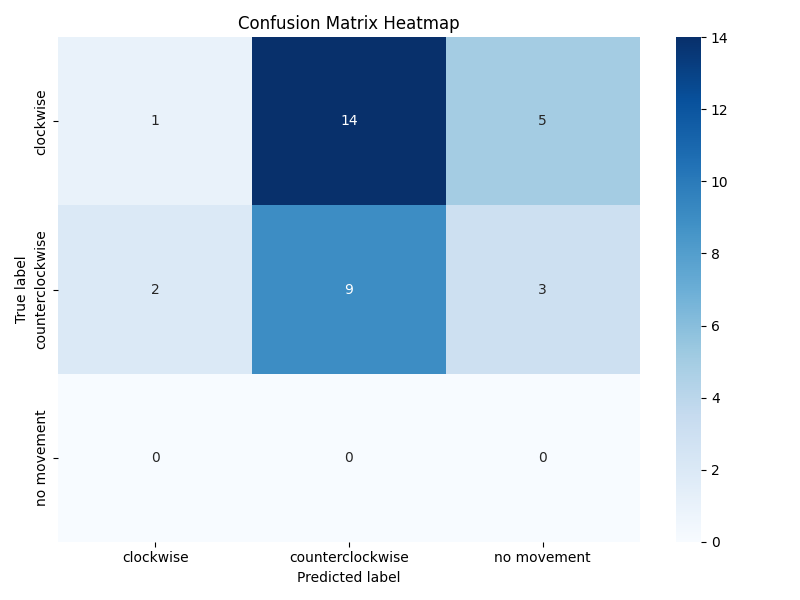 Confusion Matrix Heatmap
True label
clockwise
counterclockwise
no movement
1 14 5
2 9 3
0 0 0
clockwise counterclockwise no movement
Predicted label
14
12
10
8
6
4
2
0